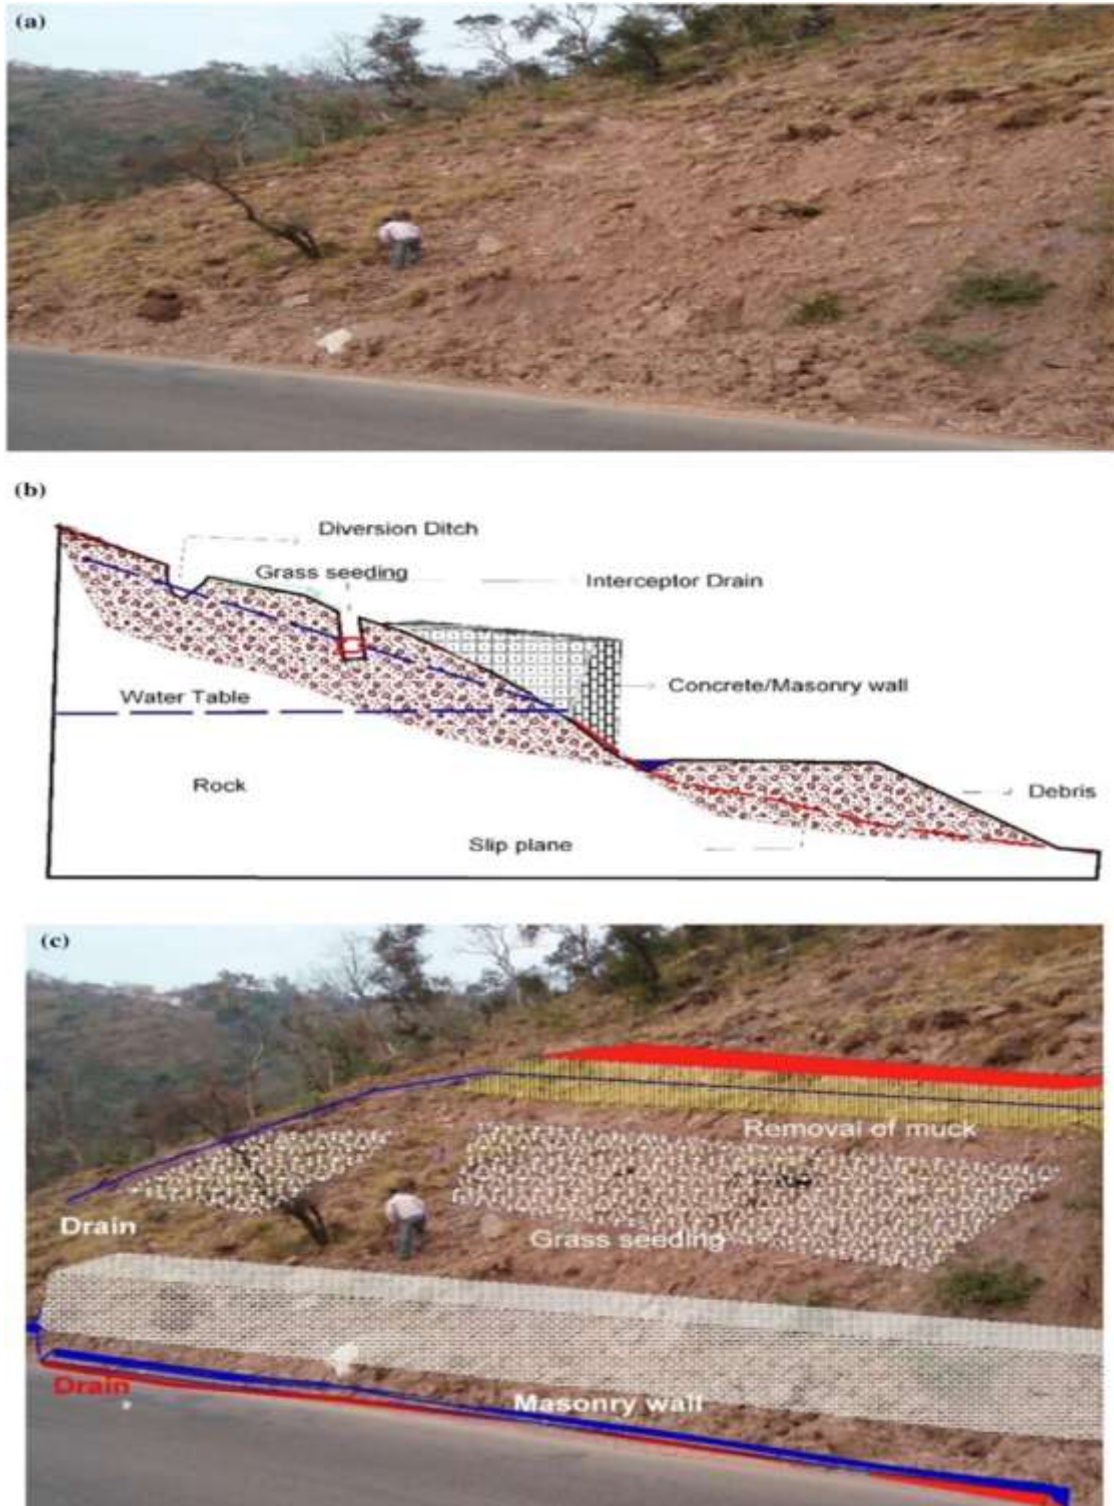 (a)
(b)
Diversion Ditch
Grass seeding
Interceptor Drain
Concrete/Masonry wall
Water Table
Rock
Debris
Slip plane
(c)
Removal of muck
Drain
Grass seeding
Drain
Masonry wall